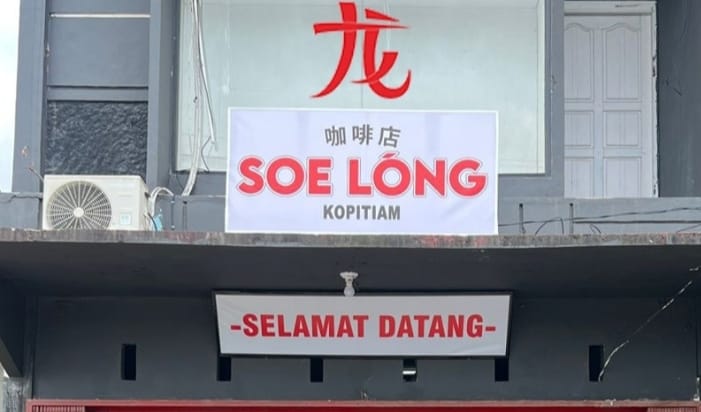 龙
咖啡店
SOE LÓNG
KOPITIAM
-SELAMAT DATANG-